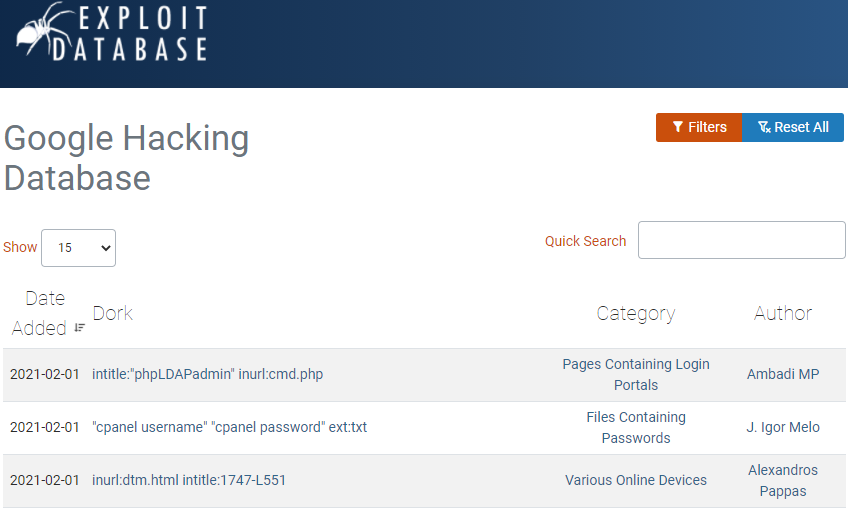 EXPLOIT
DATABASE
Google Hacking
Database
Filters
Reset All
Show
15
Quick Search
Date
Added
Dork
Category
Author
2021-02-01
intitle:"phpLDAPadmin" inurl:cmd.php
Pages Containing Login
Portals
Ambadi MP
2021-02-01
"cpanel username" "cpanel password" ext:txt
Files Containing
Passwords
J. Igor Melo
2021-02-01
inurl:dtm.html intitle:1747-L551
Various Online Devices
Alexandros
Pappas